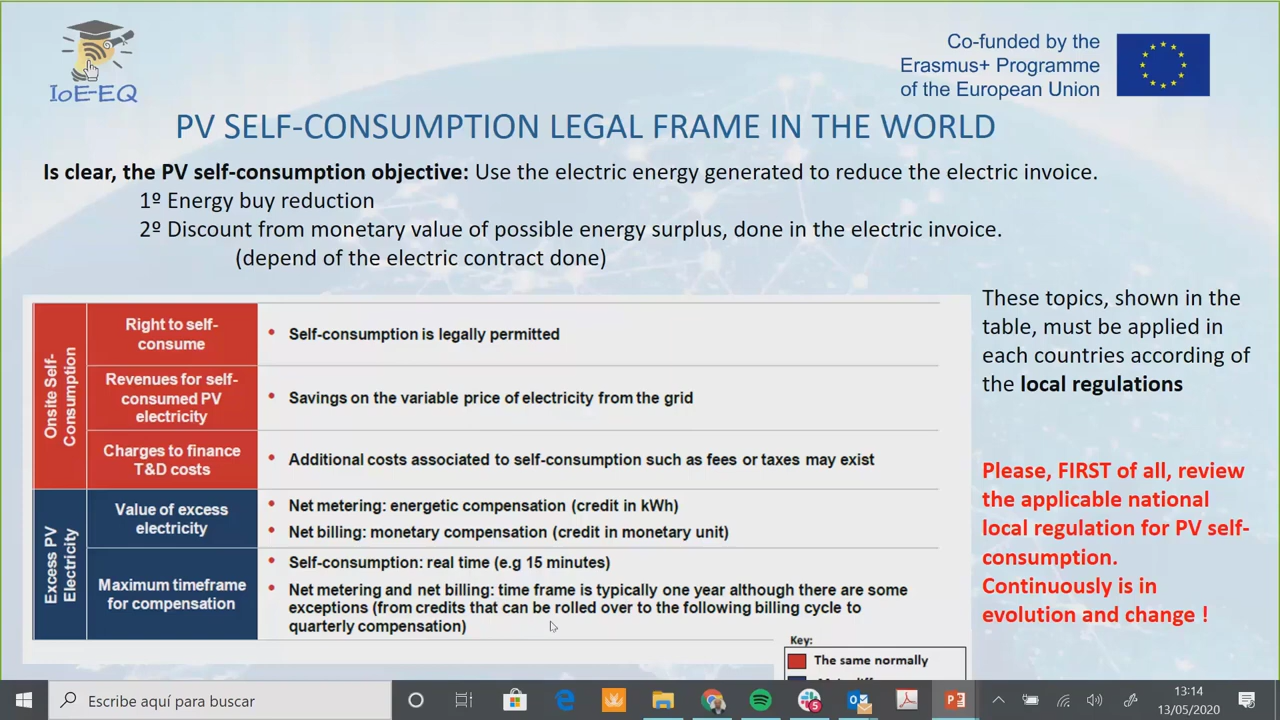 IoE-EQ
Co-funded by the
Erasmus+ Programme
of the European Union
PV SELF-CONSUMPTION LEGAL FRAME IN THE WORLD
Is clear, the PV self-consumption objective: Use the electric energy generated to reduce the electric invoice.
1º Energy buy reduction
2º Discount from monetary value of possible energy surplus, done in the electric invoice.
(depend of the electric contract done)
Onsite Self-
Consumption
Right to self-
consume
• Self-consumption is legally permitted
Revenues for self-
consumed PV
electricity
• Savings on the variable price of electricity from the grid
Charges to finance
T&D costs
• Additional costs associated to self-consumption such as fees or taxes may exist
Excess PV
Electricity
Value of excess
electricity
• Net metering: energetic compensation (credit in kWh)
• Net billing: monetary compensation (credit in monetary unit)
Maximum timeframe
for compensation
• Self-consumption: real time (e.g 15 minutes)
• Net metering and net billing: time frame is typically one year although there are some
exceptions (from credits that can be rolled over to the following billing cycle to
quarterly compensation)
Key:
The same normally
These topics, shown in the
table, must be applied in
each countries according of
the local regulations
Please, FIRST of all, review
the applicable national
local regulation for PV self-
consumption.
Continuously is in
evolution and change !
Escribe aquí para buscar
5
13:14
13/05/2020